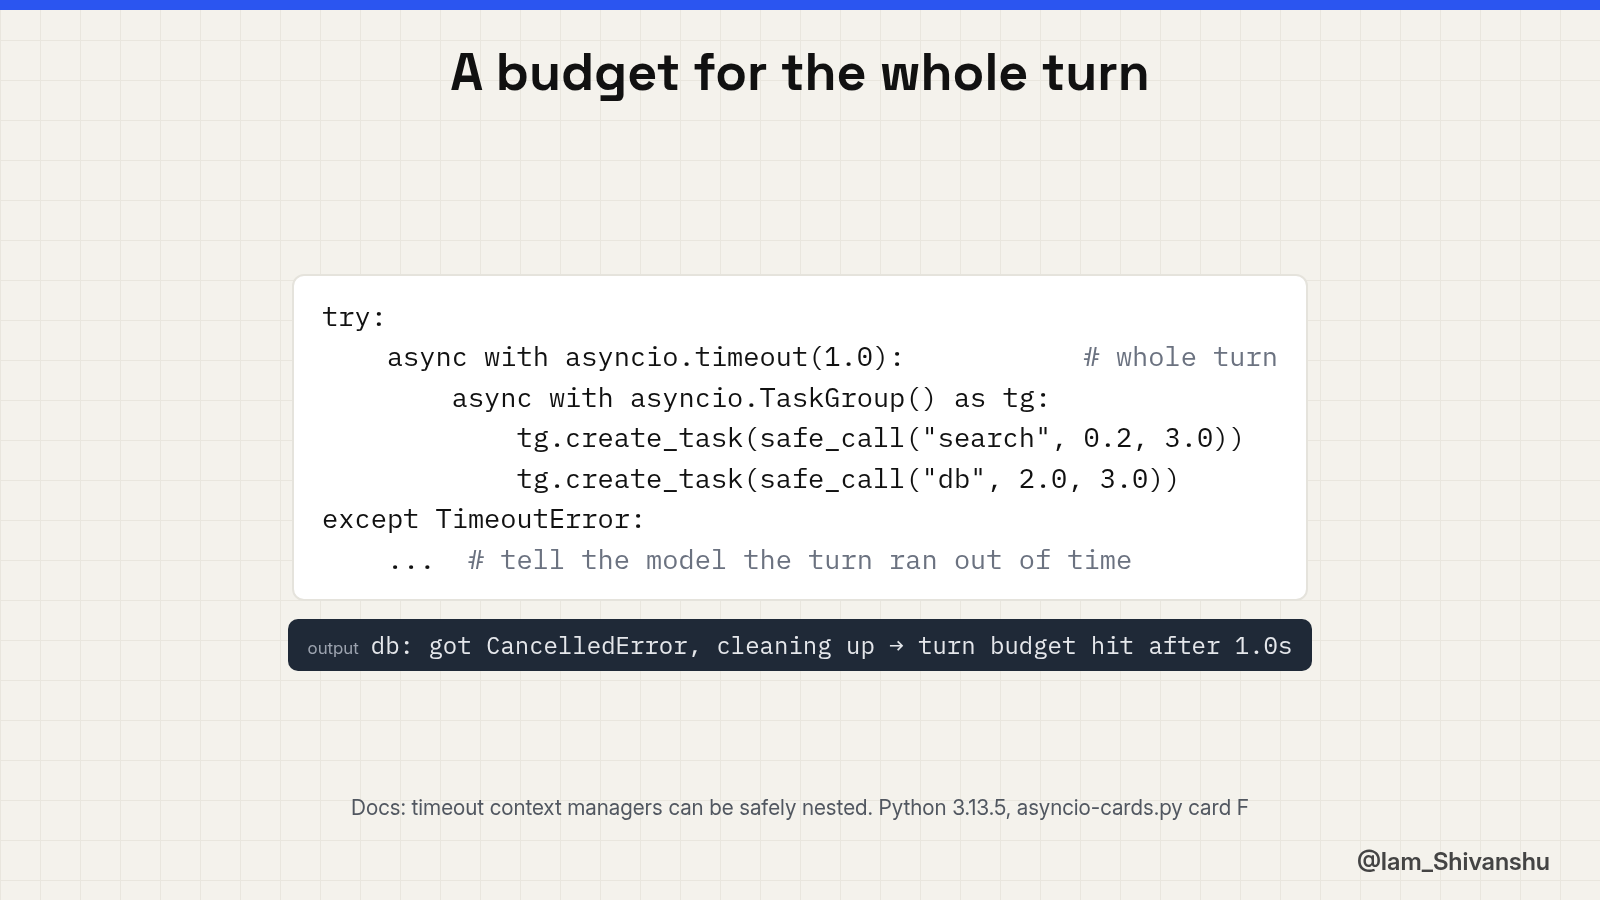 A budget for the whole turn
try:
    async with asyncio.timeout(1.0):           # whole turn
        async with asyncio.TaskGroup() as tg:
            tg.create_task(safe_call("search", 0.2, 3.0))
            tg.create_task(safe_call("db", 2.0, 3.0))
except TimeoutError:
    ...  # tell the model the turn ran out of time
output db: got CancelledError, cleaning up → turn budget hit after 1.0s
Docs: timeout context managers can be safely nested. Python 3.13.5, asyncio-cards.py card F
@Iam_Shivanshu